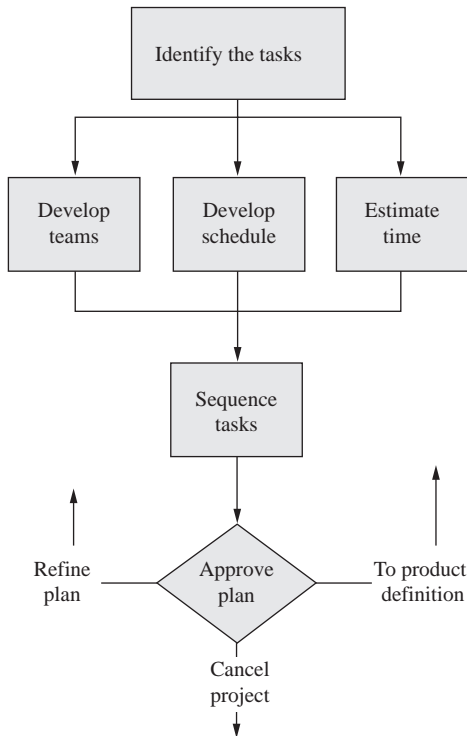 Identify the tasks
Develop
teams
Develop
schedule
Estimate
time
Sequence
tasks
Refine
plan
Approve
plan
To product
definition
Cancel
project